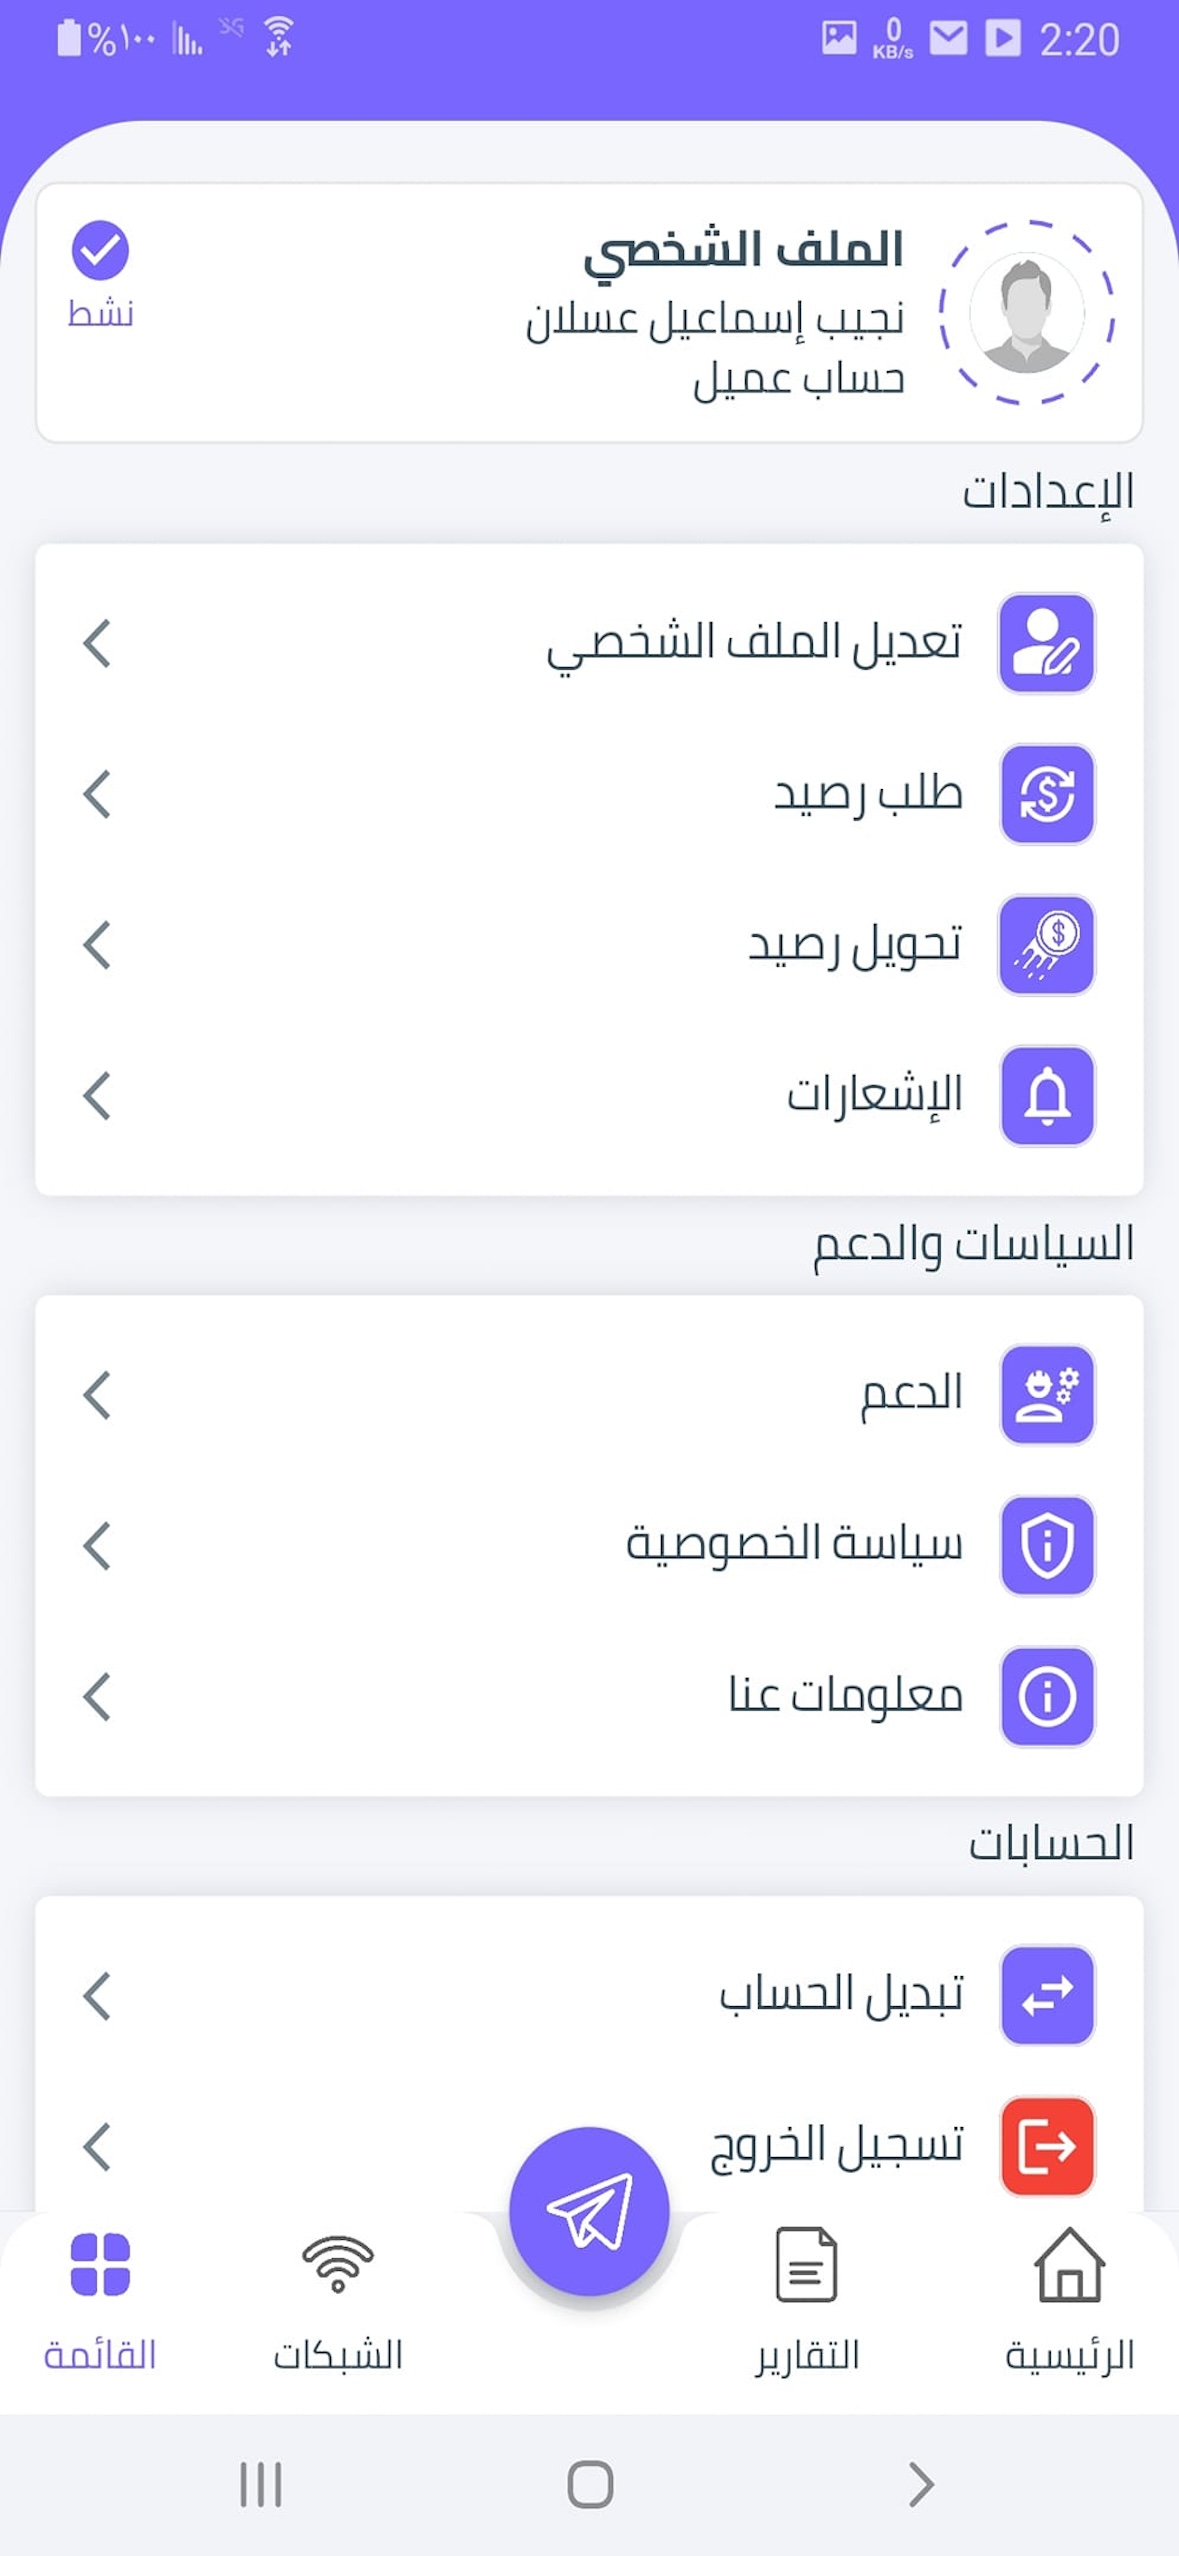 2:20
0
KB/s
3G
%١٠٠
الملف الشخصي
نجيب إسماعيل عسلان
حساب عميل
نشط
الإعدادات
تعديل الملف الشخصي
طلب رصيد
تحويل رصيد
الإشعارات
السياسات والدعم
الدعم
سياسة الخصوصية
معلومات عنا
الحسابات
تبديل الحساب
تسجيل الخروج
الرئيسية
التقارير
الشبكات
القائمة